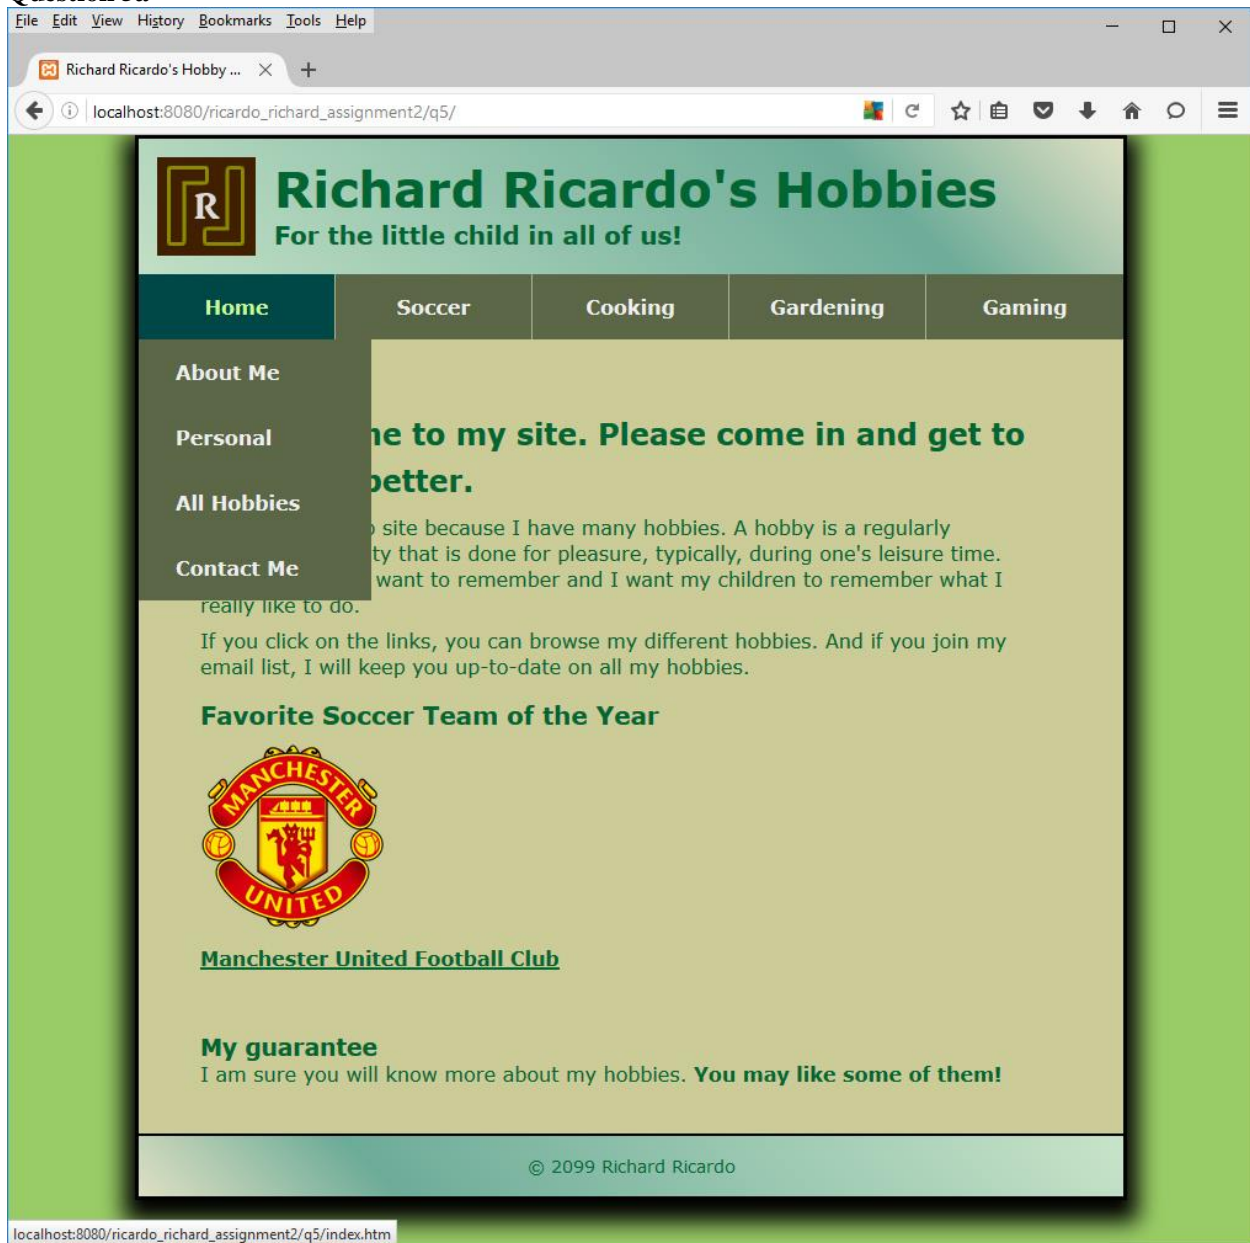 File Edit View History Bookmarks Tools Help
Richard Ricardo's Hobby ...
localhost:8080/ricardo_richard_assignment2/q5/
R
Richard Ricardo's Hobbies
For the little child in all of us!
Home Soccer Cooking Gardening Gaming
About Me
Personal
All Hobbies
Contact Me
to my site. Please come in and get to
site because I have many hobbies. A hobby is a regularly
that is done for pleasure, typically, during one's leisure time.
want to remember and I want my children to remember what I
really like to do.
If you click on the links, you can browse my different hobbies. And if you join my
email list, I will keep you up-to-date on all my hobbies.
Favorite Soccer Team of the Year
MANCHESTER
UNITED
Manchester United Football Club
My guarantee
I am sure you will know more about my hobbies. You may like some of them!
© 2099 Richard Ricardo
localhost:8080/ricardo_richard_assignment2/q5/index.htm